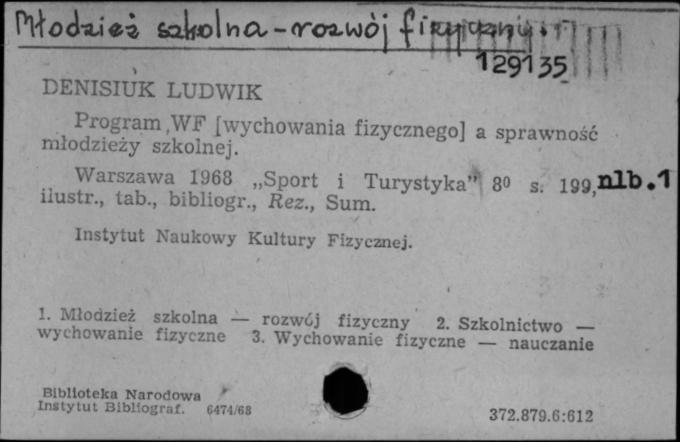 Młodzież szkolna - rozwój fizyczny.
129135
DENISIUK LUDWIK
Program WF [wychowania fizycznego] a sprawność
młodzieży szkolnej.
Warszawa 1968 „Sport i Turystyka” 8⁰ s. 199, nlb. 1
ilustr., tab., bibliogr., Rez., Sum.
Instytut Naukowy Kultury Fizycznej.
1. Młodzież szkolna — rozwój fizyczny 2. Szkolnictwo —
wychowanie fizyczne 3. Wychowanie fizyczne — nauczanie
Biblioteka Narodowa
Instytut Bibliograf. 6474/68
372.879.6:612